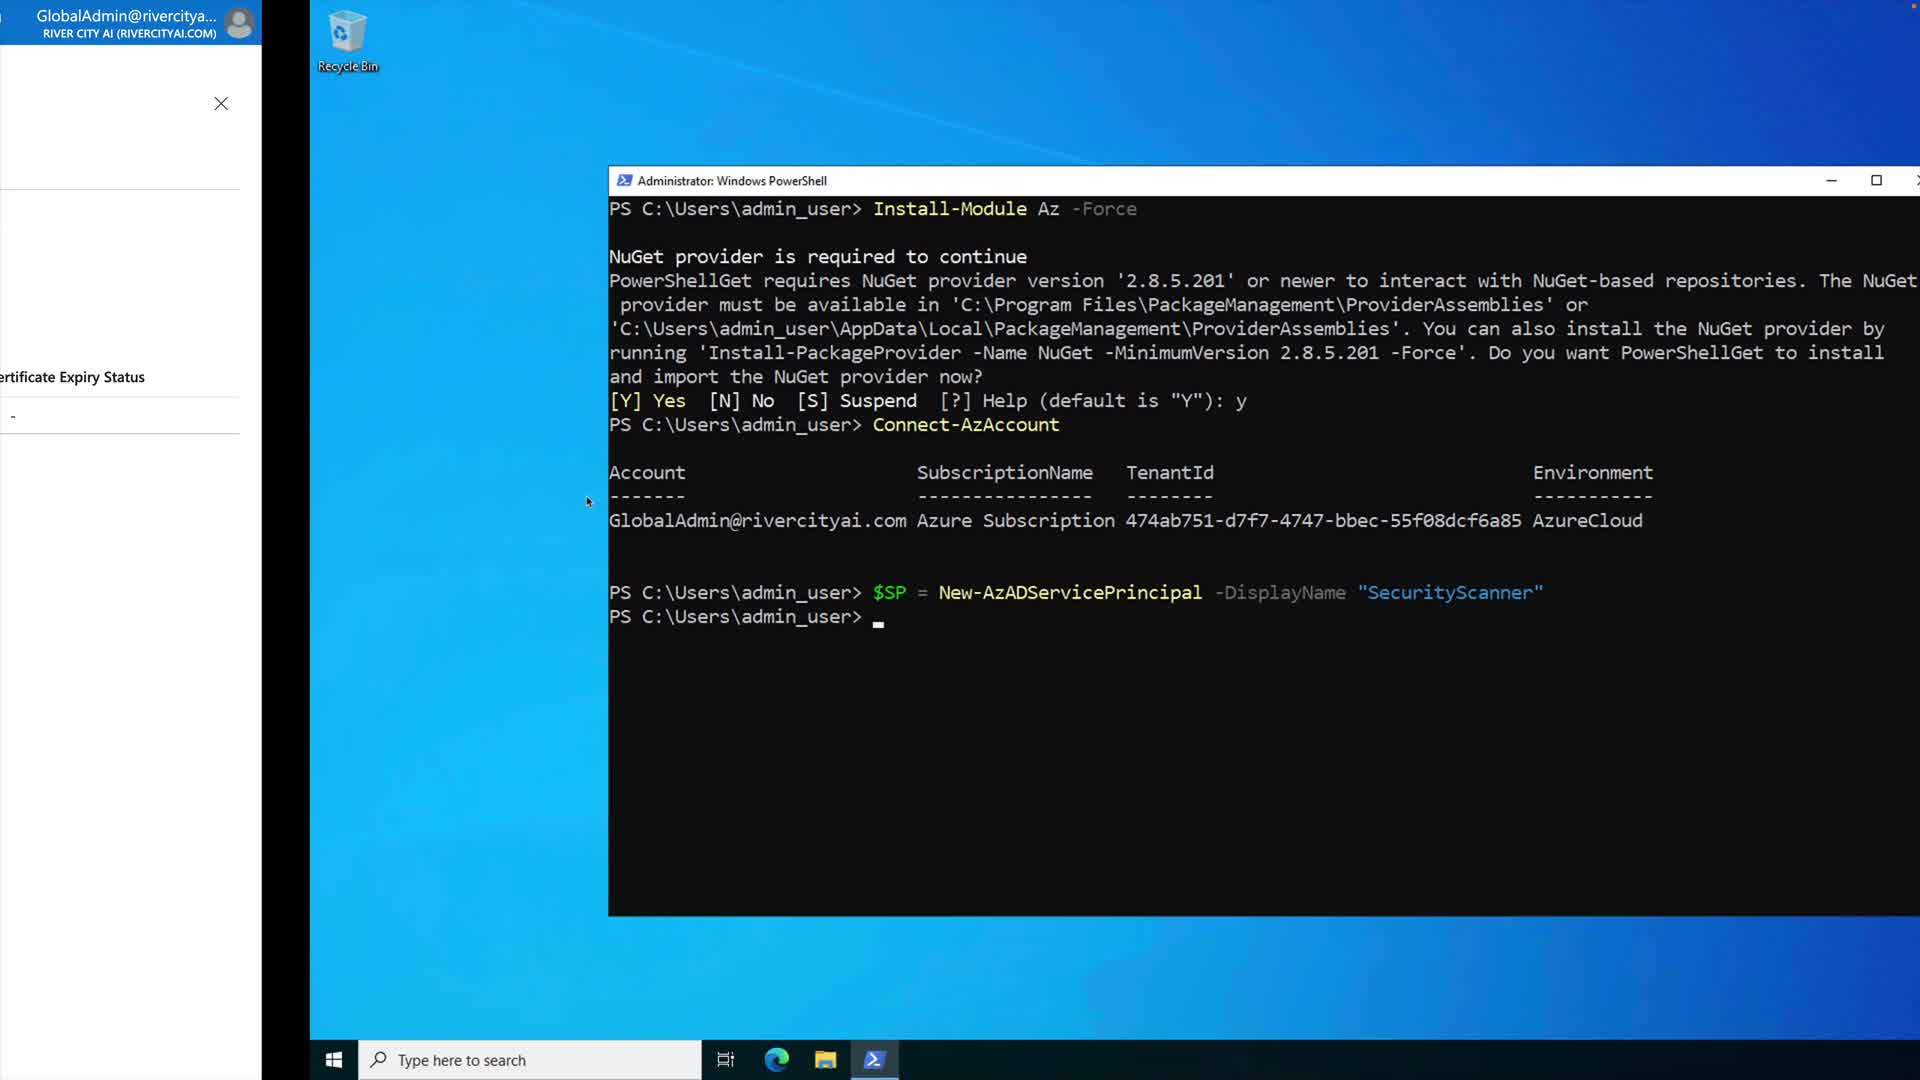 GlobalAdmin@rivercitya...
RIVER CITY AI (RIVERCITYAI.COM)
ertificate Expiry Status
-
Recycle Bin
Administrator: Windows PowerShell
PS C:\Users\admin_user> Install-Module Az -Force
NuGet provider is required to continue
PowerShellGet requires NuGet provider version '2.8.5.201' or newer to interact with NuGet-based repositories. The NuGet
provider must be available in 'C:\Program Files\PackageManagement\ProviderAssemblies' or
'C:\Users\admin_user\AppData\Local\PackageManagement\ProviderAssemblies'. You can also install the NuGet provider by
running 'Install-PackageProvider -Name NuGet -MinimumVersion 2.8.5.201 -Force'. Do you want PowerShellGet to install
and import the NuGet provider now?
[Y] Yes  [N] No  [S] Suspend  [?] Help (default is "Y"): y
PS C:\Users\admin_user> Connect-AzAccount
Account SubscriptionName TenantId Environment
------- ---------------- -------- -----------
GlobalAdmin@rivercityai.com Azure Subscription 474ab751-d7f7-4747-bbec-55f08dcf6a85 AzureCloud
PS C:\Users\admin_user> $SP = New-AzADServicePrincipal -DisplayName "SecurityScanner"
PS C:\Users\admin_user>
Type here to search